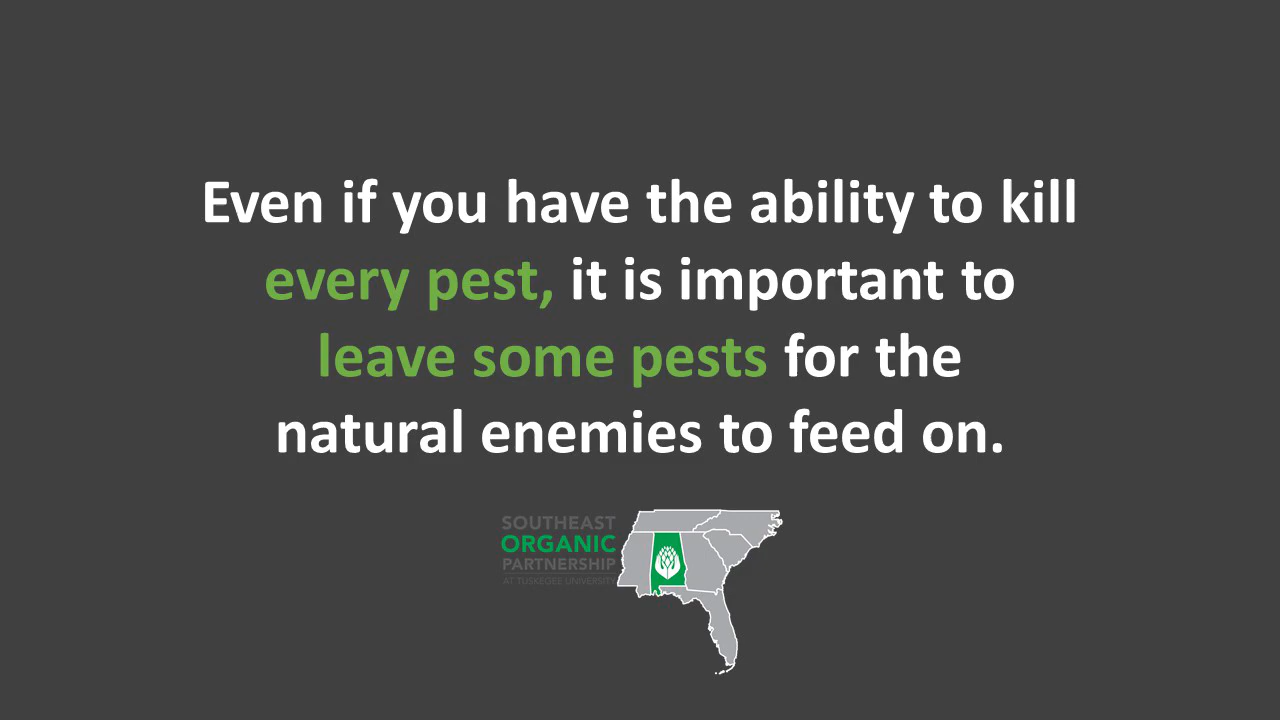 Even if you have the ability to kill
every pest, it is important to
leave some pests for the
natural enemies to feed on.
SOUTHEAST
ORGANIC
PARTNERSHIP
AT TUSKEGEE UNIVERSITY